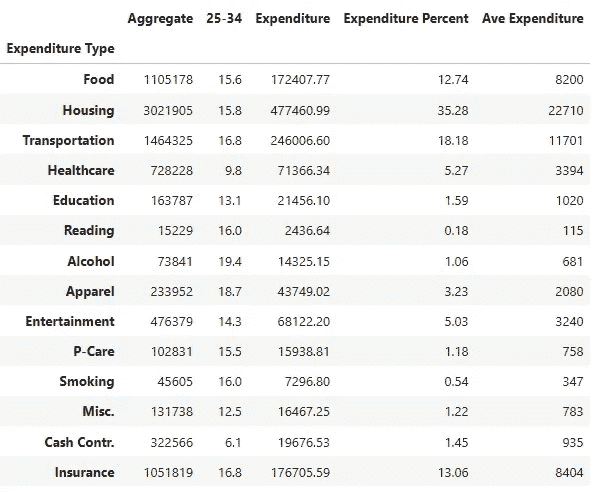 Aggregate 25-34 Expenditure Expenditure Percent Ave Expenditure
Expenditure Type
Food 1105178 15.6 172407.77 12.74 8200
Housing 3021905 15.8 477460.99 35.28 22710
Transportation 1464325 16.8 246006.60 18.18 11701
Healthcare 728228 9.8 71366.34 5.27 3394
Education 163787 13.1 21456.10 1.59 1020
Reading 15229 16.0 2436.64 0.18 115
Alcohol 73841 19.4 14325.15 1.06 681
Apparel 233952 18.7 43749.02 3.23 2080
Entertainment 476379 14.3 68122.20 5.03 3240
P-Care 102831 15.5 15938.81 1.18 758
Smoking 45605 16.0 7296.80 0.54 347
Misc. 131738 12.5 16467.25 1.22 783
Cash Contr. 322566 6.1 19676.53 1.45 935
Insurance 1051819 16.8 176705.59 13.06 8404